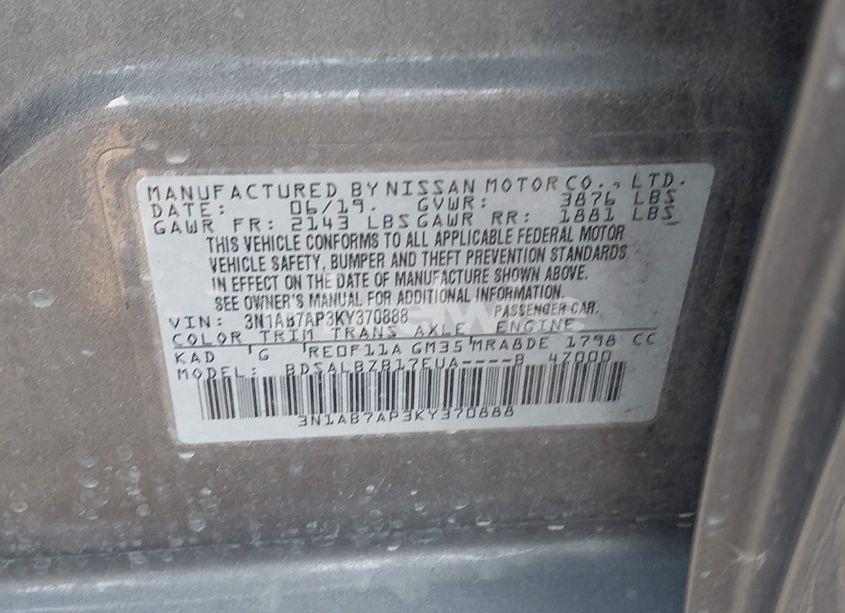 MANUFACTURED BY NISSAN MOTOR CO., LTD.
DATE: 06/19. GVWR: 3876 LBS
GAWR FR: 2143 LBS GAWR RR: 1881 LBS
THIS VEHICLE CONFORMS TO ALL APPLICABLE FEDERAL MOTOR
VEHICLE SAFETY, BUMPER AND THEFT PREVENTION STANDARDS
IN EFFECT ON THE DATE OF MANUFACTURE SHOWN ABOVE.
SEE OWNER'S MANUAL FOR ADDITIONAL INFORMATION.
VIN: 3N1AB7AP3KY370888 PASSENGER CAR.
COLOR TRIM TRANS AXLE ENGINE
KAD G RE0F11A GM35 MRA8DE 1798 CC
MODEL: BDSALBZB17EUA----B 47000
3N1AB7AP3KY370888